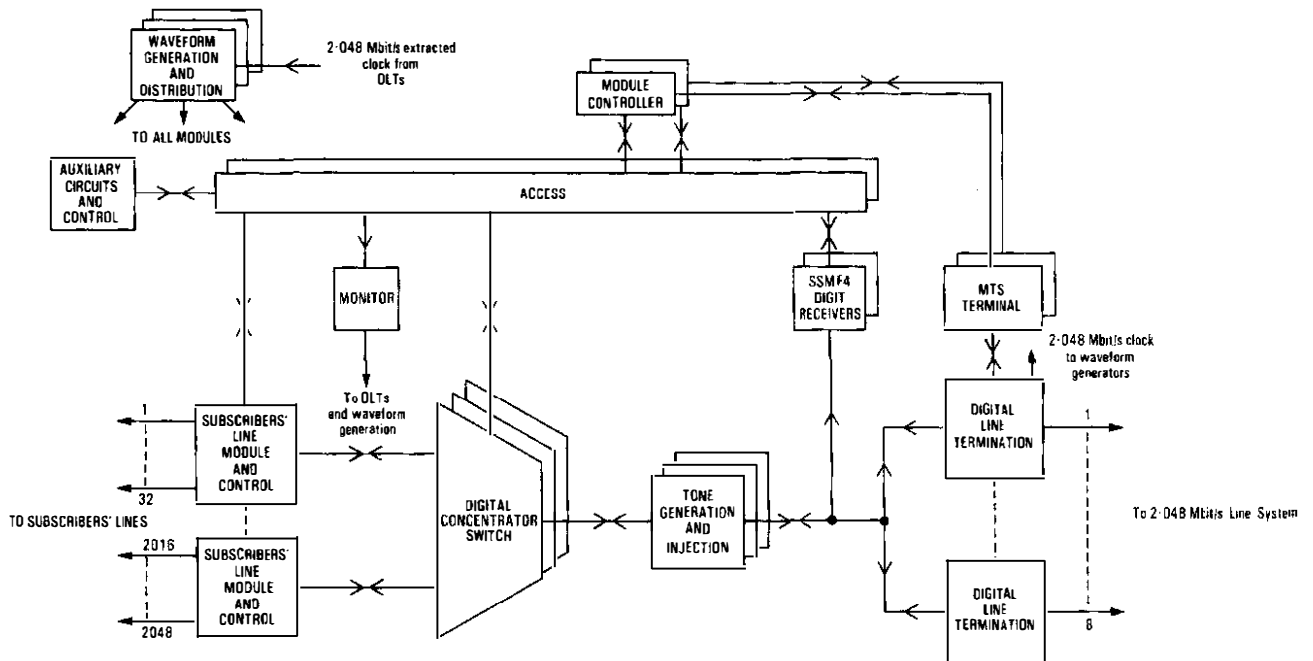 WAVEFORM
GENERATION
AND
DISTRIBUTION
2·048 Mbit/s extracted
clock from
OLTs
TO ALL MODULES
MODULE
CONTROLLER
AUXILIARY
CIRCUITS
AND
CONTROL
ACCESS
MONITOR
SSMF4
DIGIT
RECEIVERS
MTS
TERMINAL
2·048 Mbit/s clock
to waveform
generators
To OLTs
and waveform
generation
1
32
SUBSCRIBERS'
LINE
MODULE
AND
CONTROL
TO SUBSCRIBERS' LINES
2016
2048
SUBSCRIBERS'
LINE
MODULE
AND
CONTROL
DIGITAL
CONCENTRATOR
SWITCH
TONE
GENERATION
AND
INJECTION
DIGITAL
LINE
TERMINATION
1
To 2·048 Mbit/s Line System
DIGITAL
LINE
TERMINATION
8